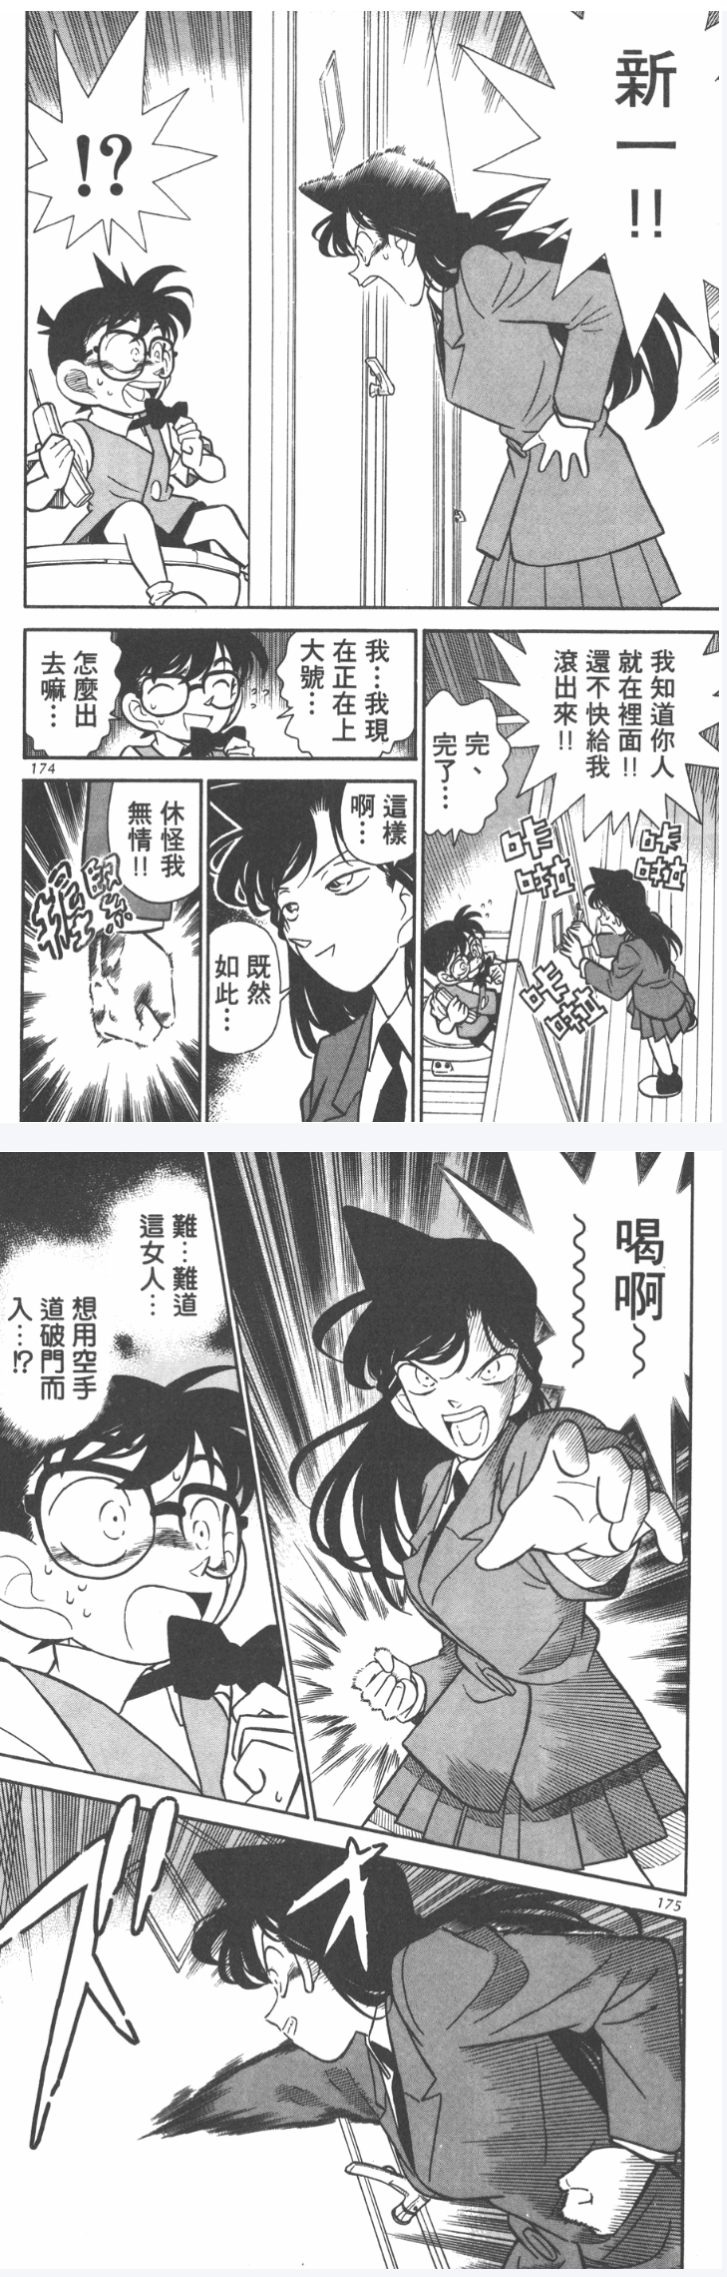 新一!!
!?
我知道你人
就在裡面!!
還不快給我
滾出來!!
完、
完了…
咔啦
咔啦
咔啦
我…我現
在正在上
大號…
怎麼出
去嘛…
174
這樣
啊…
既然
如此…
休怪我
無情!!
喝啊~~
難…難道
這女人…
想用空手
道破門而
入…!?
175